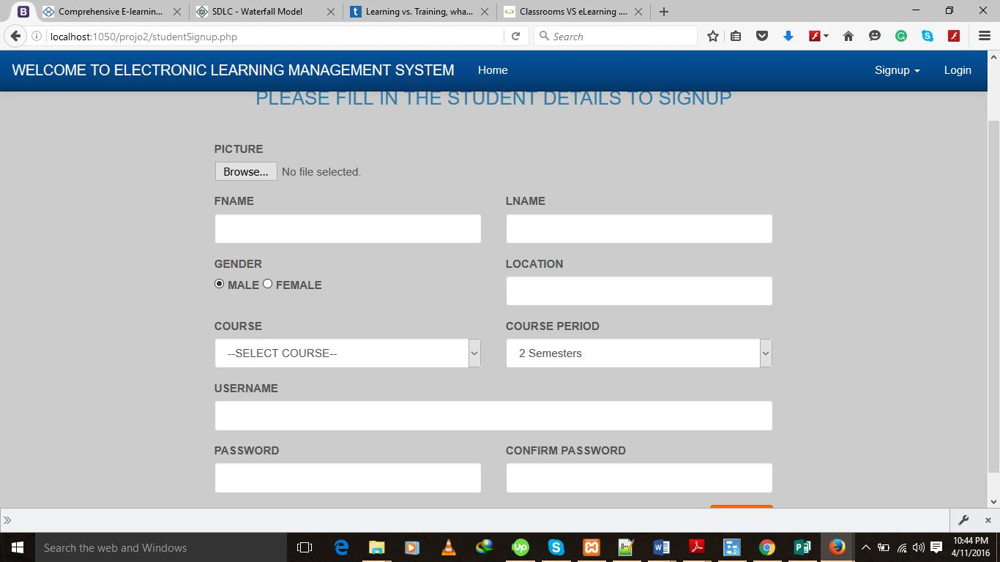 B Comprehensive E-learnin... SDLC - Waterfall Model t Learning vs. Training, wha... Classrooms VS eLearning ....
localhost:1050/projo2/studentSignup.php Search
WELCOME TO ELECTRONIC LEARNING MANAGEMENT SYSTEM Home Signup Login
PLEASE FILL IN THE STUDENT DETAILS TO SIGNUP
PICTURE
Browse... No file selected.
FNAME LNAME
GENDER LOCATION
MALE FEMALE
COURSE COURSE PERIOD
--SELECT COURSE-- 2 Semesters
USERNAME
PASSWORD CONFIRM PASSWORD
Search the web and Windows
10:44 PM
4/11/2016